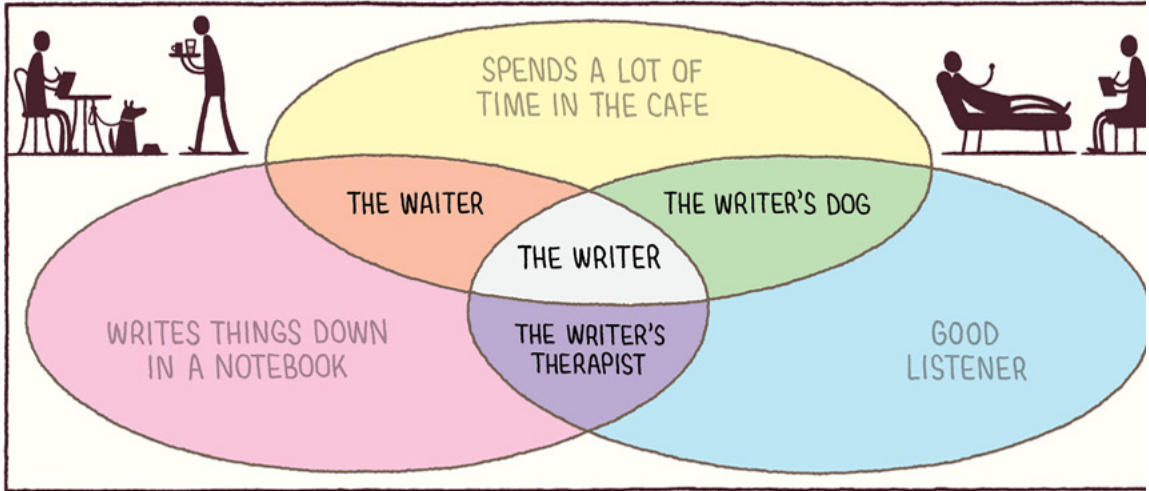 SPENDS A LOT OF
TIME IN THE CAFE
THE WAITER
THE WRITER'S DOG
THE WRITER
WRITES THINGS DOWN
IN A NOTEBOOK
THE WRITER'S
THERAPIST
GOOD
LISTENER